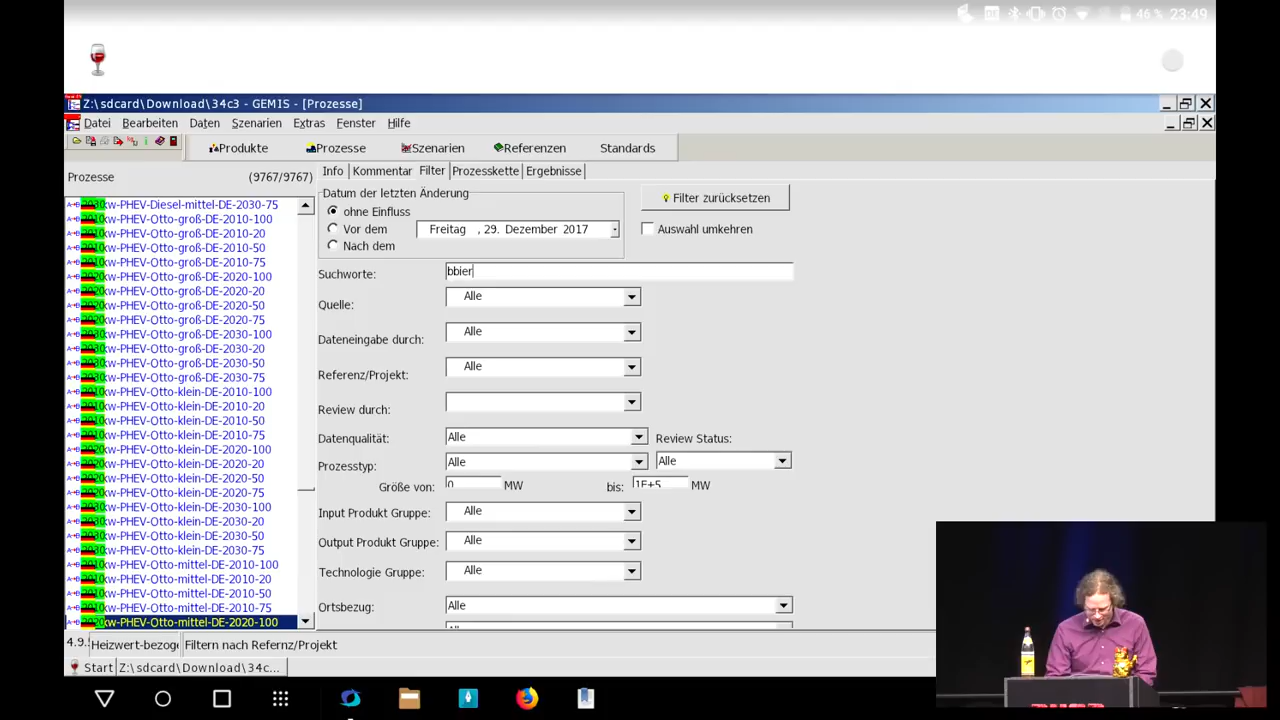 46 % 23:49
Z:\sdcard\Download\34c3 - GEMIS - [Prozesse]
Datei Bearbeiten Daten Szenarien Extras Fenster Hilfe
Produkte Prozesse Szenarien Referenzen Standards
Prozesse (9767/9767)
Info Kommentar Filter Prozesskette Ergebnisse
kw-PHEV-Diesel-mittel-DE-2030-75
kw-PHEV-Otto-groß-DE-2010-100
kw-PHEV-Otto-groß-DE-2010-20
kw-PHEV-Otto-groß-DE-2010-50
kw-PHEV-Otto-groß-DE-2010-75
kw-PHEV-Otto-groß-DE-2020-100
kw-PHEV-Otto-groß-DE-2020-20
kw-PHEV-Otto-groß-DE-2020-50
kw-PHEV-Otto-groß-DE-2020-75
kw-PHEV-Otto-groß-DE-2030-100
kw-PHEV-Otto-groß-DE-2030-20
kw-PHEV-Otto-groß-DE-2030-50
kw-PHEV-Otto-groß-DE-2030-75
kw-PHEV-Otto-klein-DE-2010-100
kw-PHEV-Otto-klein-DE-2010-20
kw-PHEV-Otto-klein-DE-2010-50
kw-PHEV-Otto-klein-DE-2010-75
kw-PHEV-Otto-klein-DE-2020-100
kw-PHEV-Otto-klein-DE-2020-20
kw-PHEV-Otto-klein-DE-2020-50
kw-PHEV-Otto-klein-DE-2020-75
kw-PHEV-Otto-klein-DE-2030-100
kw-PHEV-Otto-klein-DE-2030-20
kw-PHEV-Otto-klein-DE-2030-50
kw-PHEV-Otto-klein-DE-2030-75
kw-PHEV-Otto-mittel-DE-2010-100
kw-PHEV-Otto-mittel-DE-2010-20
kw-PHEV-Otto-mittel-DE-2010-50
kw-PHEV-Otto-mittel-DE-2010-75
kw-PHEV-Otto-mittel-DE-2020-100
Datum der letzten Änderung
ohne Einfluss
Vor dem Freitag , 29. Dezember 2017
Nach dem
Filter zurücksetzen
Auswahl umkehren
Suchworte: bbier
Quelle: Alle
Dateneingabe durch: Alle
Referenz/Projekt: Alle
Review durch:
Datenqualität: Alle Review Status:
Prozesstyp: Alle Alle
Größe von: 0 MW bis: 1E+5 MW
Input Produkt Gruppe: Alle
Output Produkt Gruppe: Alle
Technologie Gruppe: Alle
Ortsbezug: Alle
4.9. Heizwert-bezoge Filtern nach Refernz/Projekt
Start Z:\sdcard\Download\34c...